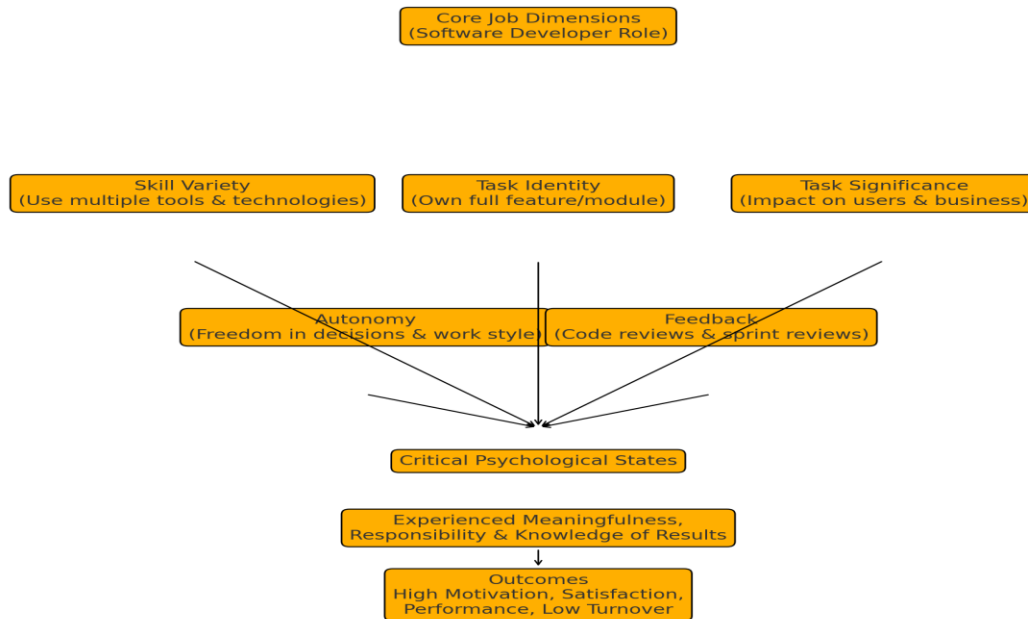 Core Job Dimensions
(Software Developer Role)
Skill Variety
(Use multiple tools & technologies)
Task Identity
(Own full feature/module)
Task Significance
(Impact on users & business)
Autonomy
(Freedom in decisions & work style)
Feedback
(Code reviews & sprint reviews)
Critical Psychological States
Experienced Meaningfulness,
Responsibility & Knowledge of Results
Outcomes
High Motivation, Satisfaction,
Performance, Low Turnover